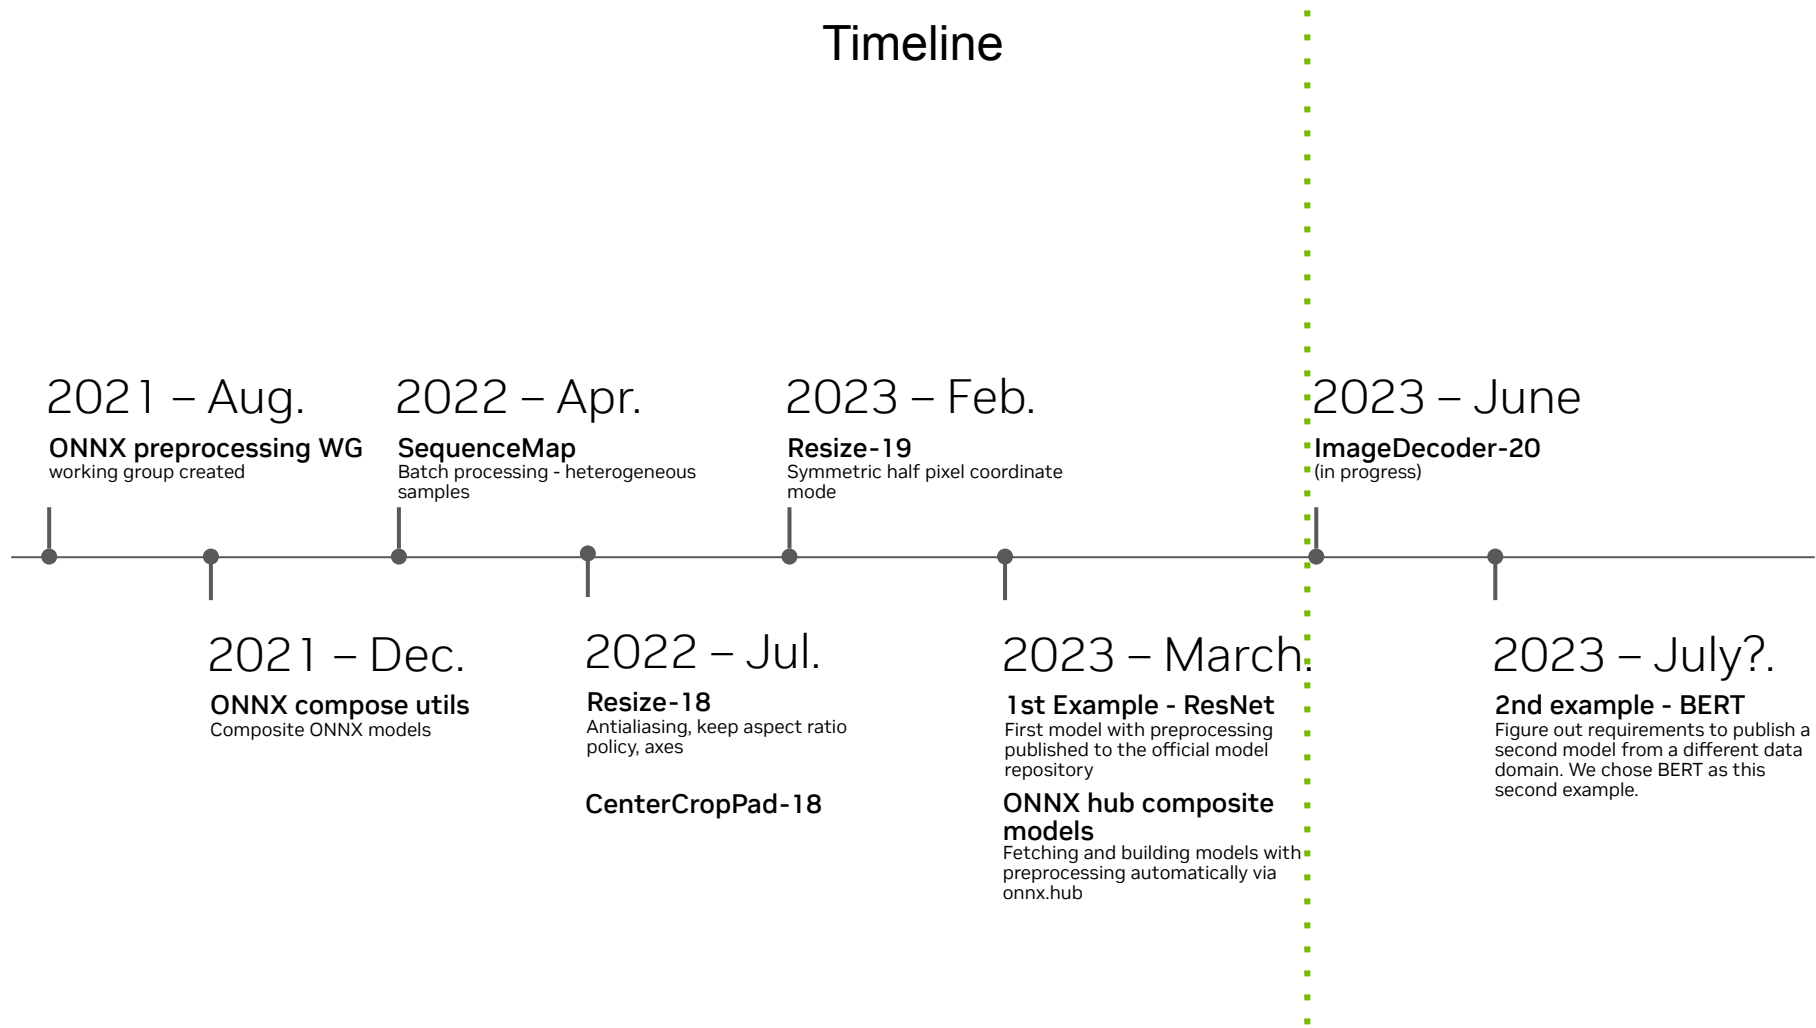 Timeline
2021 – Aug.
ONNX preprocessing WG
working group created
2021 – Dec.
ONNX compose utils
Composite ONNX models
2022 – Apr.
SequenceMap
Batch processing - heterogeneous
samples
2022 – Jul.
Resize-18
Antialiasing, keep aspect ratio
policy, axes
CenterCropPad-18
2023 – Feb.
Resize-19
Symmetric half pixel coordinate
mode
2023 – March.
1st Example - ResNet
First model with preprocessing
published to the official model
repository
ONNX hub composite
models
Fetching and building models with
preprocessing automatically via
onnx.hub
2023 – June
ImageDecoder-20
(in progress)
2023 – July?.
2nd example - BERT
Figure out requirements to publish a
second model from a different data
domain. We chose BERT as this
second example.